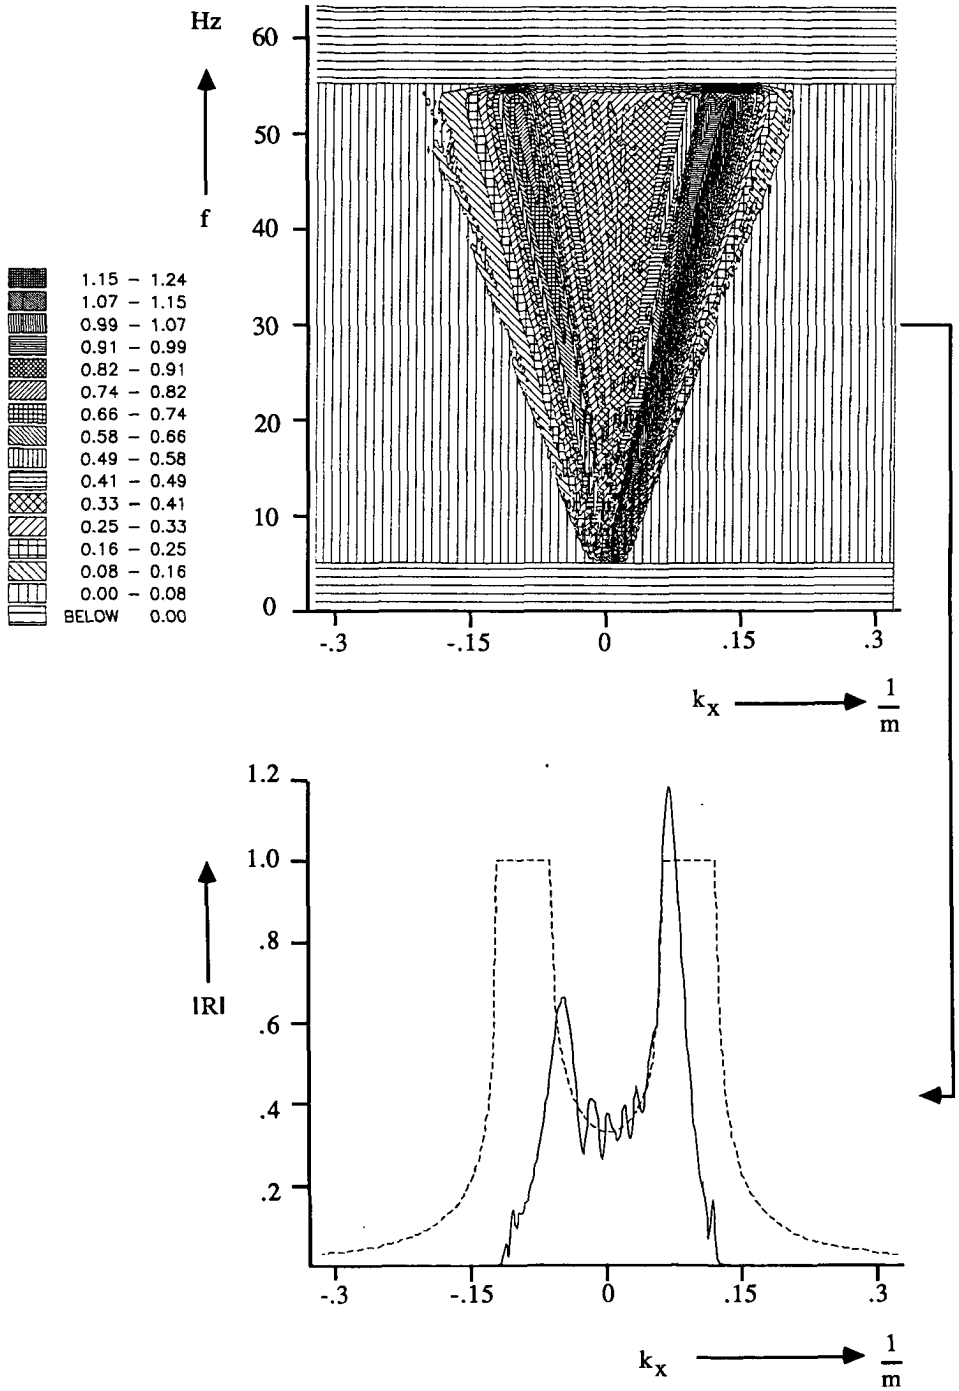 Hz
60
50
f
40
30
20
10
0
-.3 -.15 0 .15 .3
k_x 1/m
1.15 - 1.24
1.07 - 1.15
0.99 - 1.07
0.91 - 0.99
0.82 - 0.91
0.74 - 0.82
0.66 - 0.74
0.58 - 0.66
0.49 - 0.58
0.41 - 0.49
0.33 - 0.41
0.25 - 0.33
0.16 - 0.25
0.08 - 0.16
0.00 - 0.08
BELOW 0.00
1.2
1.0
.8
|R|
.6
.4
.2
-.3 -.15 0 .15 .3
k_x 1/m